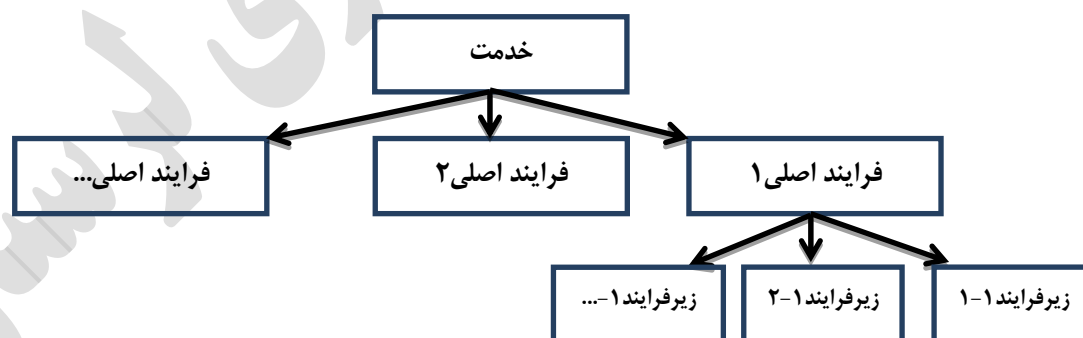 خدمت
فرایند اصلی۱
فرایند اصلی۲
فرایند اصلی...
زیرفرایند۱-۱
زیرفرایند۱-۲
زیرفرایند۱-...